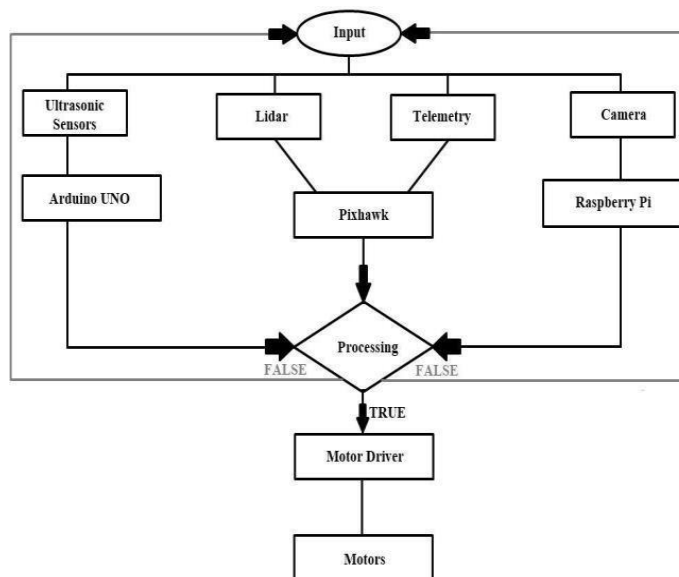 Input
Ultrasonic
Sensors
Lidar
Telemetry
Camera
Arduino UNO
Pixhawk
Raspberry Pi
Processing
FALSE
FALSE
TRUE
Motor Driver
Motors